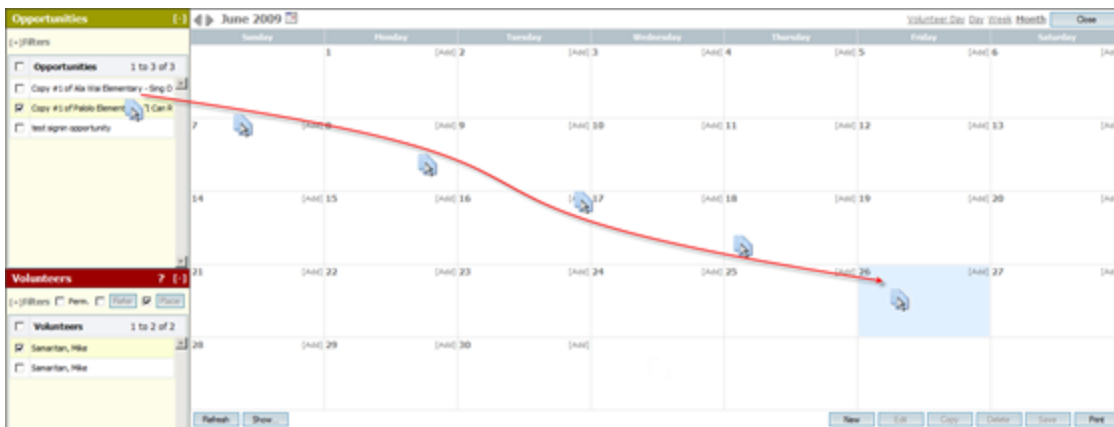 Opportunities [-]
June 2009
Volunteer Day Day Week Month Close
[+]Filters
Sunday Monday Tuesday Wednesday Thursday Friday Saturday
Opportunities 1 to 3 of 3
1 [Add] 2 [Add] 3 [Add] 4 [Add] 5 [Add] 6
Copy #1 of Ala Wai Elementary - Sing O
Copy #1 of Palolo Element "I Can R
test signin opportunity
7 8 [Add] 9 [Add] 10 [Add] 11 [Add] 12 [Add] 13
14 [Add] 15 [Add] 16 17 [Add] 18 [Add] 19 [Add] 20
21 [Add] 22 [Add] 23 [Add] 24 [Add] 25 [Add] 26 [Add] 27
Volunteers ? [-]
[+]Filters Perm. Refer Place
Volunteers 1 to 2 of 2
Samaritan, Mike
Samaritan, Mike
28 [Add] 29 [Add] 30 [Add]
Refresh Show... New Edit Copy Delete Save Print